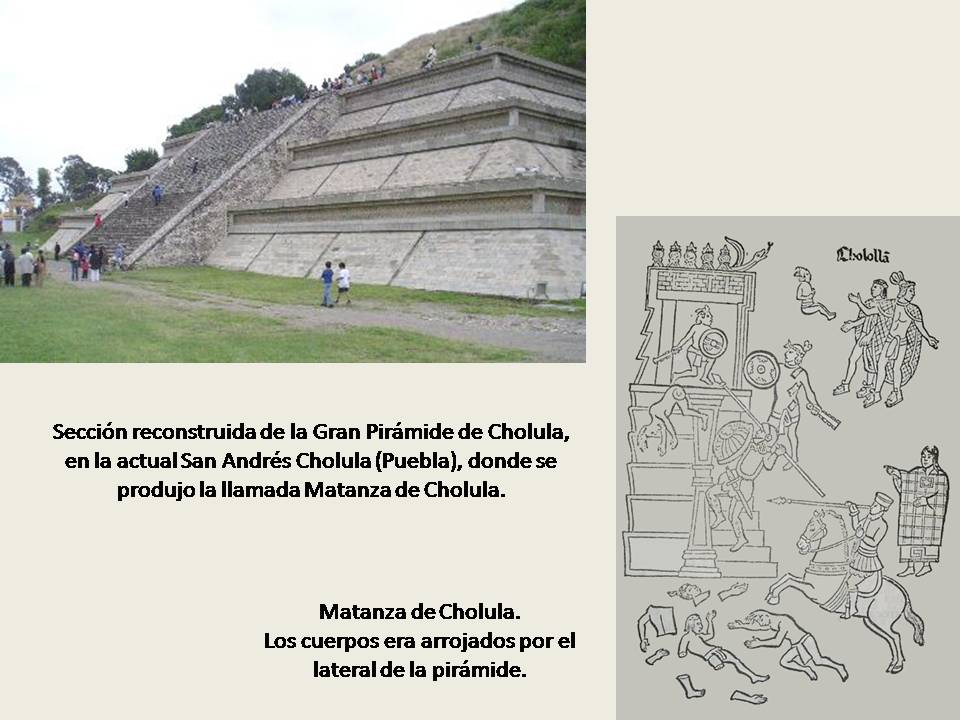 Chololla
Sección reconstruida de la Gran Pirámide de Cholula,
en la actual San Andrés Cholula (Puebla), donde se
produjo la llamada Matanza de Cholula.
Matanza de Cholula.
Los cuerpos era arrojados por el
lateral de la pirámide.